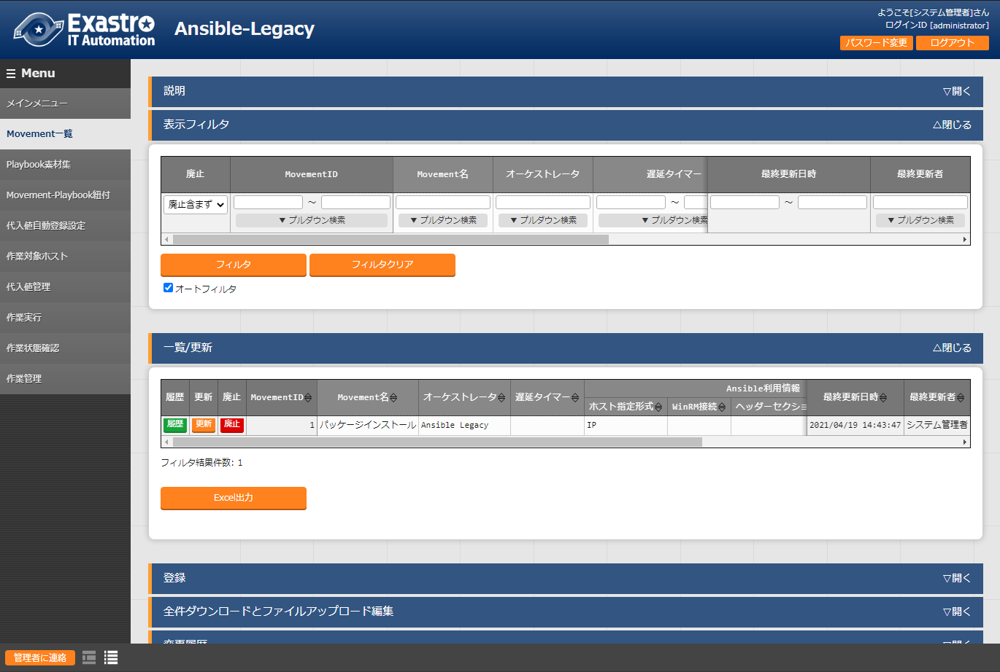 Exastro
IT Automation
Ansible-Legacy
ようこそ[システム管理者]さん
ログインID [administrator]
パスワード変更 ログアウト
Menu
メインメニュー
Movement一覧
Playbook素材集
Movement-Playbook紐付
代入値自動登録設定
作業対象ホスト
代入値管理
作業実行
作業状態確認
作業管理
説明 ▽開く
表示フィルタ △閉じる
廃止 MovementID Movement名 オーケストレータ 遅延タイマー 最終更新日時 最終更新者
廃止含まず ～ ～ ～
▼プルダウン検索 ▼プルダウン検索 ▼プルダウン検索 ▼プルダウン検索 ▼プルダウン検索
フィルタ フィルタクリア
オートフィルタ
一覧/更新 △閉じる
履歴 更新 廃止 MovementID Movement名 オーケストレータ 遅延タイマー Ansible利用情報 最終更新日時 最終更新者
ホスト指定形式 WinRM接続 ヘッダーセクショ
履歴 更新 廃止 1 パッケージインストール Ansible Legacy IP 2021/04/19 14:43:47 システム管理者
フィルタ結果件数: 1
Excel出力
登録 ▽開く
全件ダウンロードとファイルアップロード編集 ▽開く
変更履歴 ▽開く
管理者に連絡